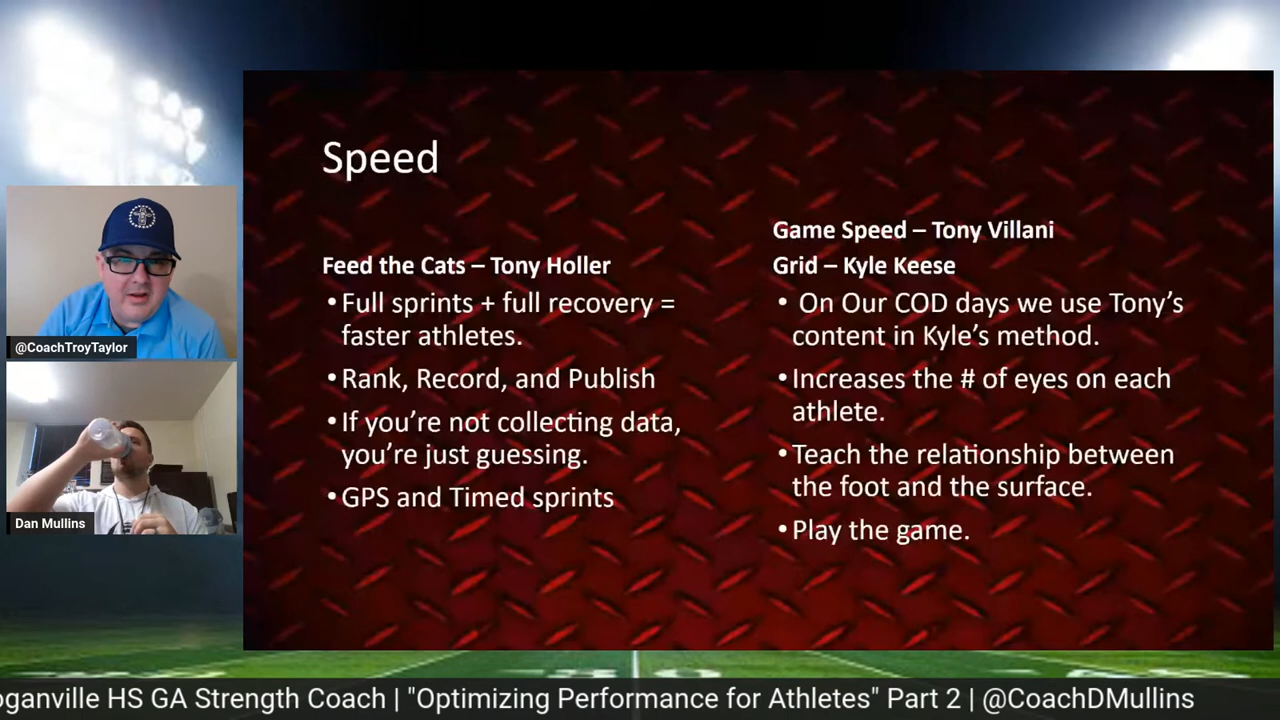 Speed
Feed the Cats – Tony Holler
•Full sprints + full recovery =
faster athletes.
•Rank, Record, and Publish
•If you’re not collecting data,
you’re just guessing.
•GPS and Timed sprints
Game Speed – Tony Villani
Grid – Kyle Keese
• On Our COD days we use Tony’s
content in Kyle’s method.
•Increases the # of eyes on each
athlete.
•Teach the relationship between
the foot and the surface.
•Play the game.
@CoachTroyTaylor
Dan Mullins
oganville HS GA Strength Coach | "Optimizing Performance for Athletes" Part 2 | @CoachDMullins